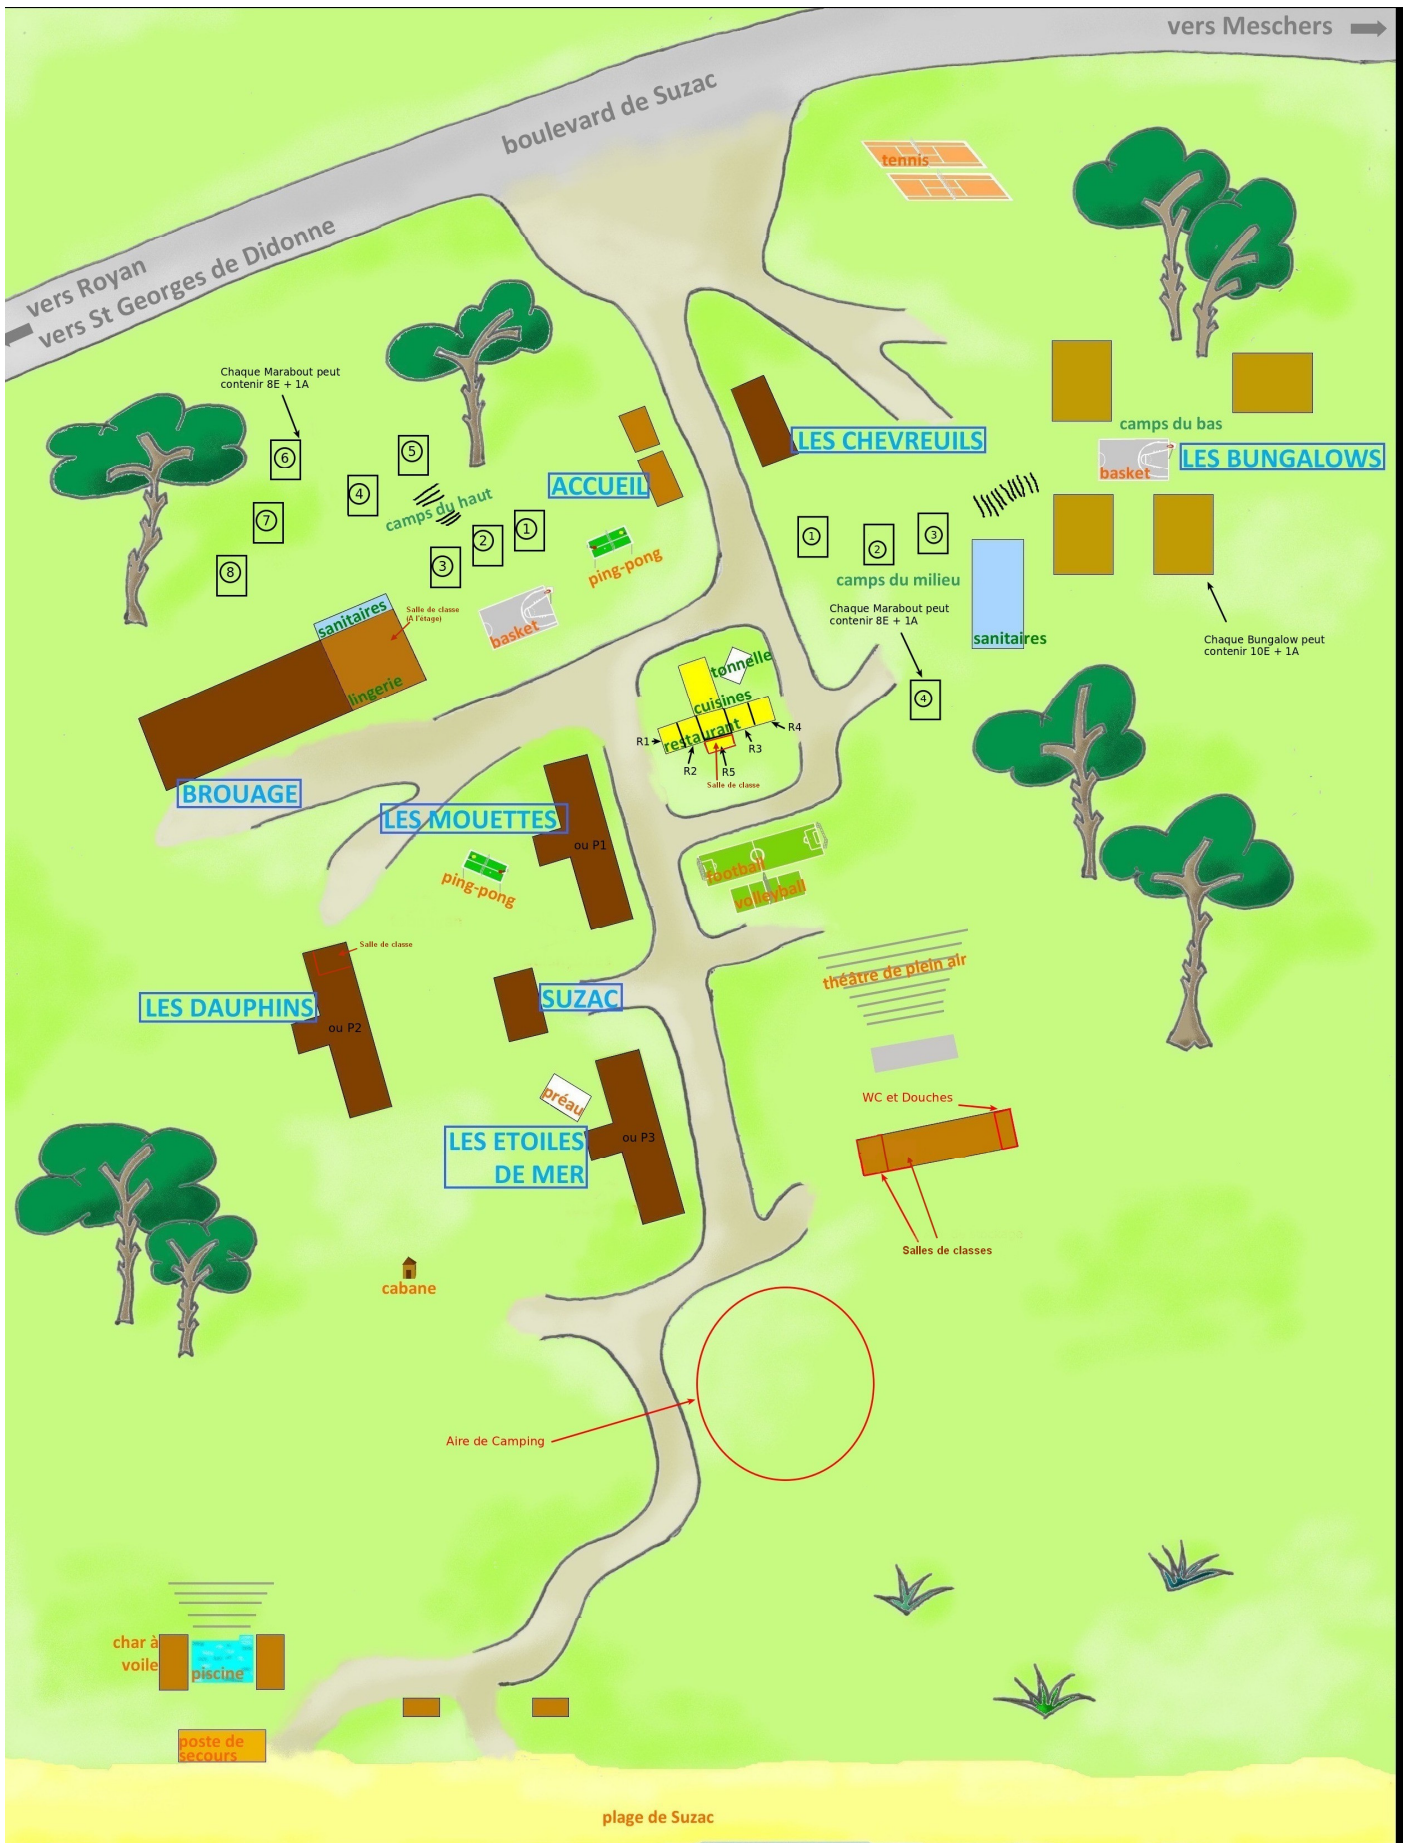 vers Meschers
boulevard de Suzac
vers Royan
vers St Georges de Didonne
tennis
Chaque Marabout peut
contenir 8E + 1A
6
5
4
7
8
camps du haut
1
2
3
ACCUEIL
ping-pong
basket
LES CHEVREUILS
camps du bas
basket
LES BUNGALOWS
1
2
3
camps du milieu
Chaque Marabout peut
contenir 8E + 1A
4
sanitaires
Chaque Bungalow peut
contenir 10E + 1A
sanitaires
Salle de classe
(A l'étage)
lingerie
BROUAGE
tonnelle
cuisines
restaurant
R1
R2
R5
R3
R4
Salle de classe
LES MOUETTES
ou P1
ping-pong
football
volleyball
Salle de classe
LES DAUPHINS
ou P2
SUZAC
théâtre de plein air
préau
LES ETOILES
DE MER
ou P3
WC et Douches
Salles de classes
cabane
Aire de Camping
char à
voile
piscine
poste de
secours
plage de Suzac